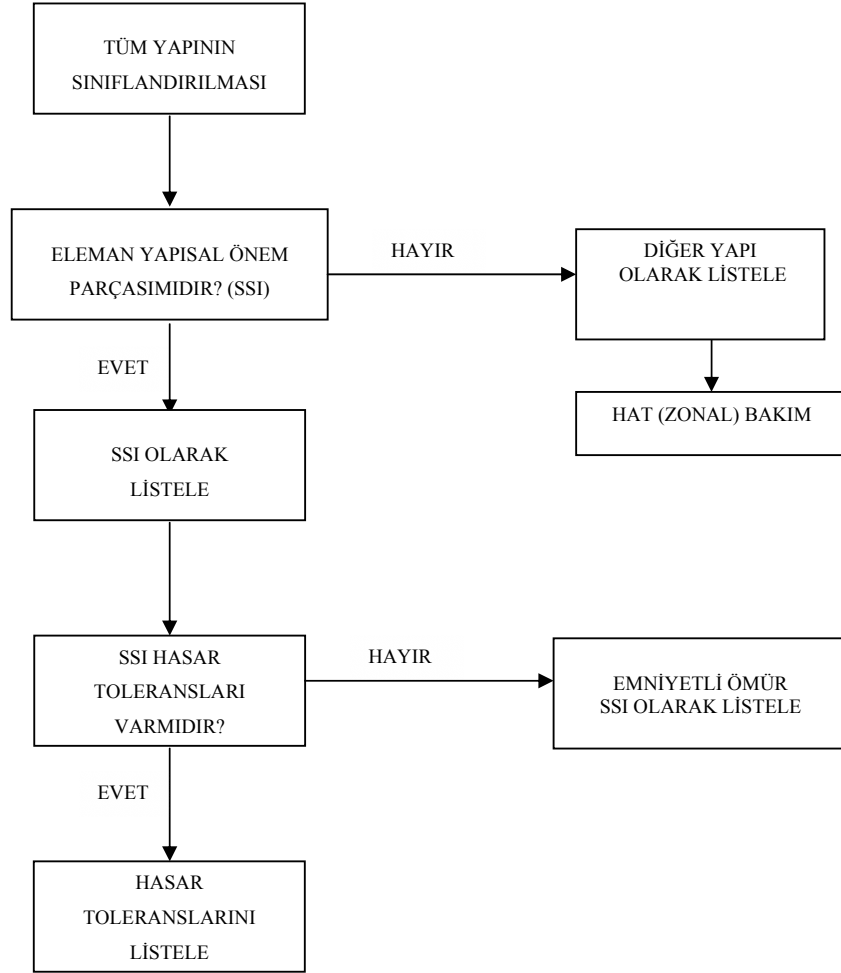 TÜM YAPININ
SINIFLANDIRILMASI
ELEMAN YAPISAL ÖNEM
PARÇASIMIDIR? (SSI)
HAYIR
DİĞER YAPI
OLARAK LİSTELE
EVET
HAT (ZONAL) BAKIM
SSI OLARAK
LİSTELE
SSI HASAR
TOLERANSLARI
VARMIDIR?
HAYIR
EMNİYETLİ ÖMÜR
SSI OLARAK LİSTELE
EVET
HASAR
TOLERANSLARINI
LİSTELE